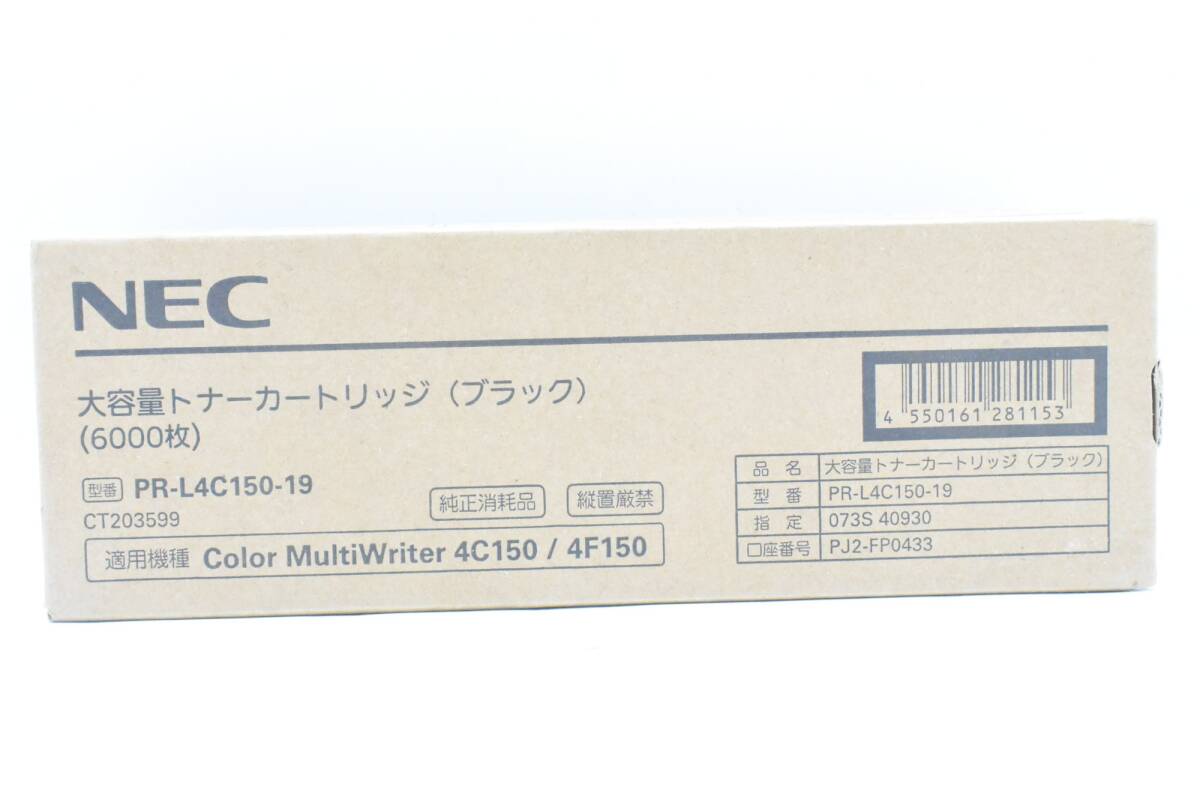 NEC
大容量トナーカートリッジ（ブラック）
(6000枚)
型番 PR-L4C150-19
CT203599
純正消耗品 縦置厳禁
適用機種 Color MultiWriter 4C150 / 4F150
4 550161 281153
品名 大容量トナーカートリッジ（ブラック）
型番 PR-L4C150-19
指定 073S 40930
口座番号 PJ2-FP0433